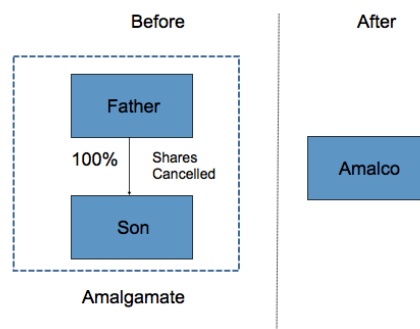 Before
After
Father
100%
Shares
Cancelled
Amalco
Son
Amalgamate